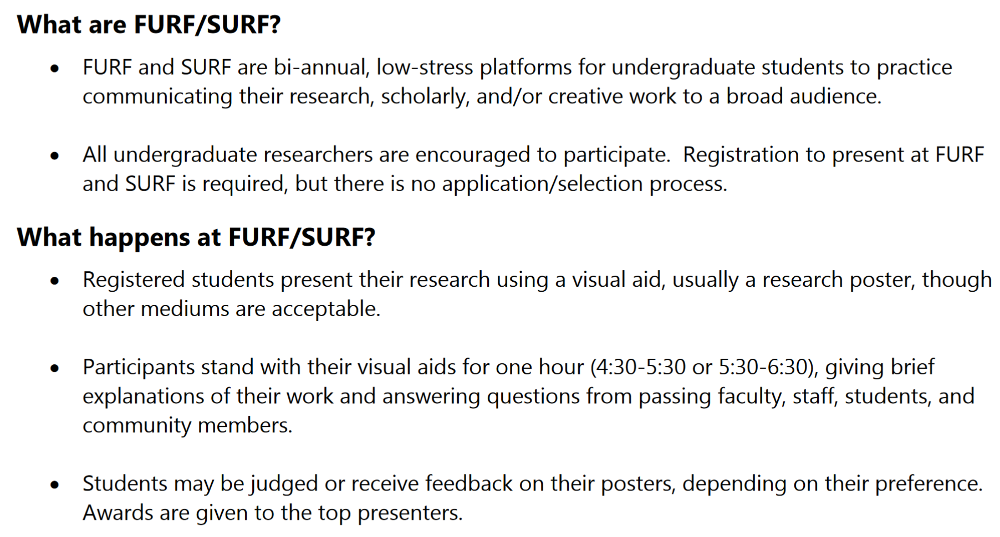 What are FURF/SURF?
• FURF and SURF are bi-annual, low-stress platforms for undergraduate students to practice
communicating their research, scholarly, and/or creative work to a broad audience.
• All undergraduate researchers are encouraged to participate.  Registration to present at FURF
and SURF is required, but there is no application/selection process.
What happens at FURF/SURF?
• Registered students present their research using a visual aid, usually a research poster, though
other mediums are acceptable.
• Participants stand with their visual aids for one hour (4:30-5:30 or 5:30-6:30), giving brief
explanations of their work and answering questions from passing faculty, staff, students, and
community members.
• Students may be judged or receive feedback on their posters, depending on their preference.
Awards are given to the top presenters.